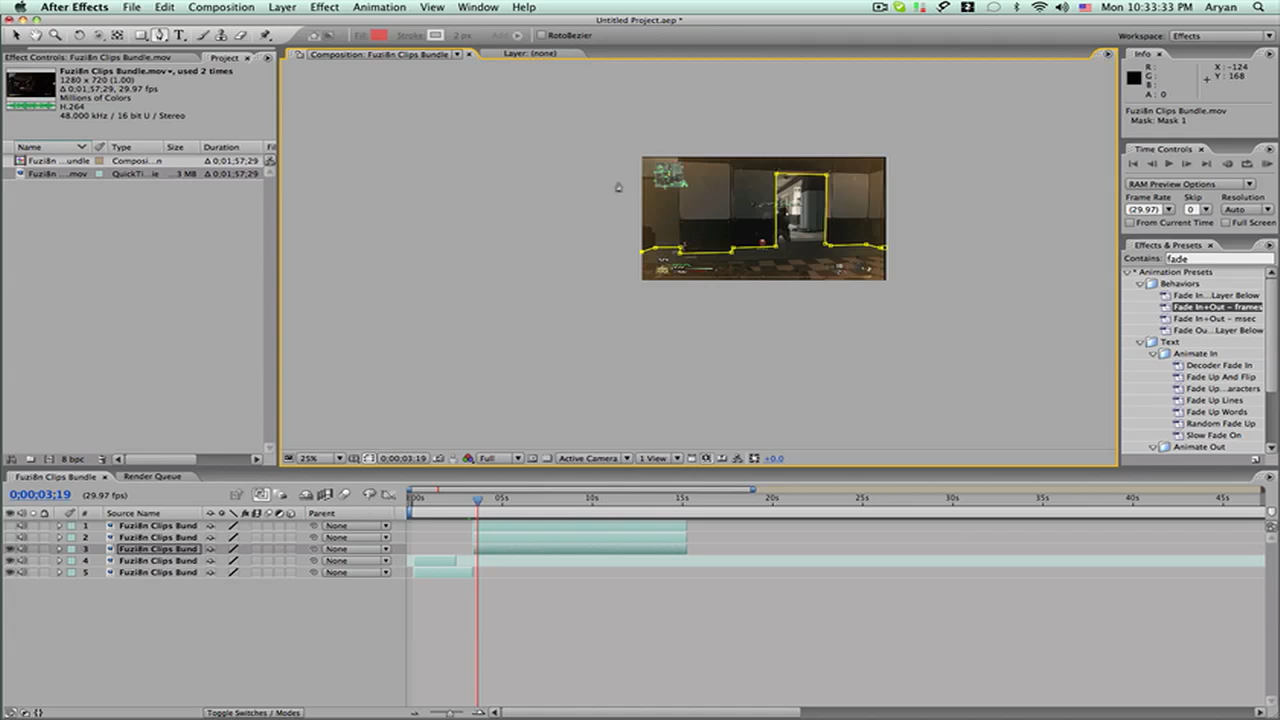 After Effects File Edit Composition Layer Effect Animation View Window Help Mon 10:33:33 PM Aryan
Untitled Project.aep *
Fill: Stroke: 2 px Add: RotoBezier Workspace: Effects
Effect Controls: Fuzi8n Clips Bundle.mov Project × Composition: Fuzi8n Clips Bundle × Layer: (none) Info ×
Fuzi8n Clips Bundle.mov, used 2 times
1280 x 720 (1.00)
Δ 0;01;57;29, 29.97 fps
Millions of Colors
H.264
48.000 kHz / 16 bit U / Stereo
R: X : -124
G: Y : 168
B:
A: 0
Fuzi8n Clips Bundle.mov
Mask: Mask 1
Name Type Size Duration Fil
Fuzi8n ...undle Composi...n Δ 0;01;57;29
Fuzi8n ....mov QuickTi...ie ...3 MB Δ 0;01;57;29
Time Controls ×
RAM Preview Options
Frame Rate Skip Resolution
(29.97) 0 Auto
From Current Time Full Screen
Effects & Presets ×
Contains: fade
* Animation Presets
Behaviors
Fade In...Layer Below
Fade In+Out - frames
Fade In+Out - msec
Fade Ou...Layer Below
Text
Animate In
Decoder Fade In
Fade Up And Flip
Fade Up...aracters
Fade Up Lines
Fade Up Words
Random Fade Up
Slow Fade On
Animate Out
8 bpc 25% 0;00;03;19 Full Active Camera 1 View +0.0
Fuzi8n Clips Bundle × Render Queue
0;00;03;19 (29.97 fps) :00s 05s 10s 15s 20s 25s 30s 35s 40s 45s
# Source Name Parent
1 Fuzi8n Clips Bund None
2 Fuzi8n Clips Bund None
3 Fuzi8n Clips Bund None
4 Fuzi8n Clips Bund None
5 Fuzi8n Clips Bund None
Toggle Switches / Modes